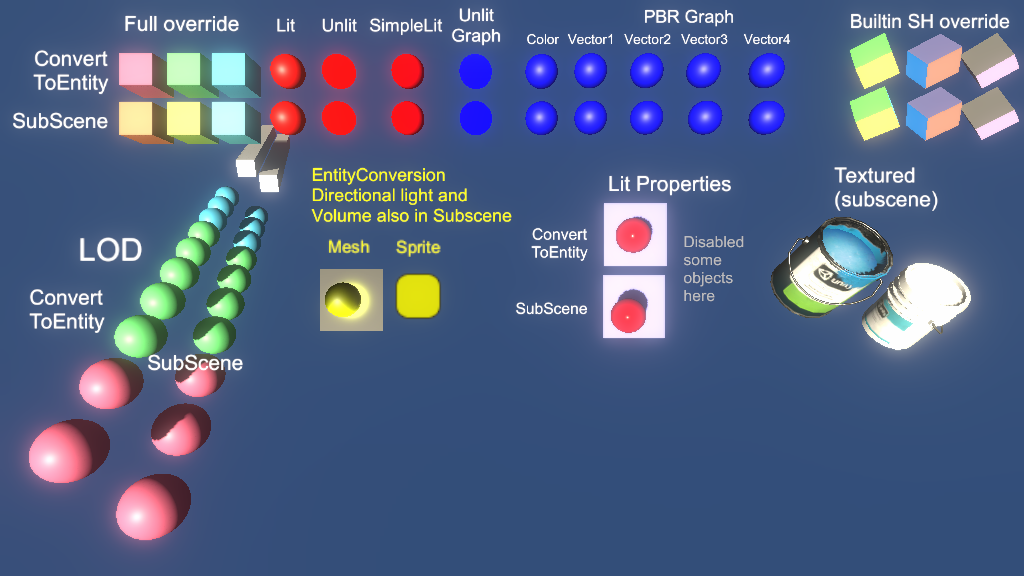 Full override
Lit
Unlit
SimpleLit
Unlit
Graph
PBR Graph
Color
Vector1
Vector2
Vector3
Vector4
Builtin SH override
Convert
ToEntity
SubScene
EntityConversion
Directional light and
Volume also in Subscene
Mesh
Sprite
Lit Properties
Convert
ToEntity
SubScene
Disabled
some
objects
here
Textured
(subscene)
LOD
Convert
ToEntity
SubScene